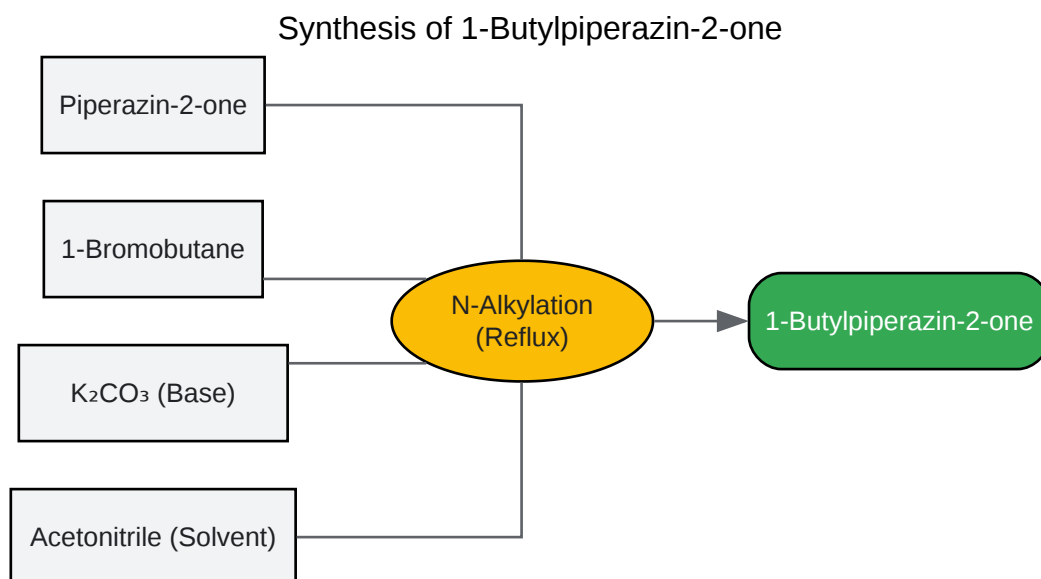 Synthesis of 1-Butylpiperazin-2-one
Piperazin-2-one
1-Bromobutane
K₂CO₃ (Base)
Acetonitrile (Solvent)
N-Alkylation
(Reflux)
1-Butylpiperazin-2-one